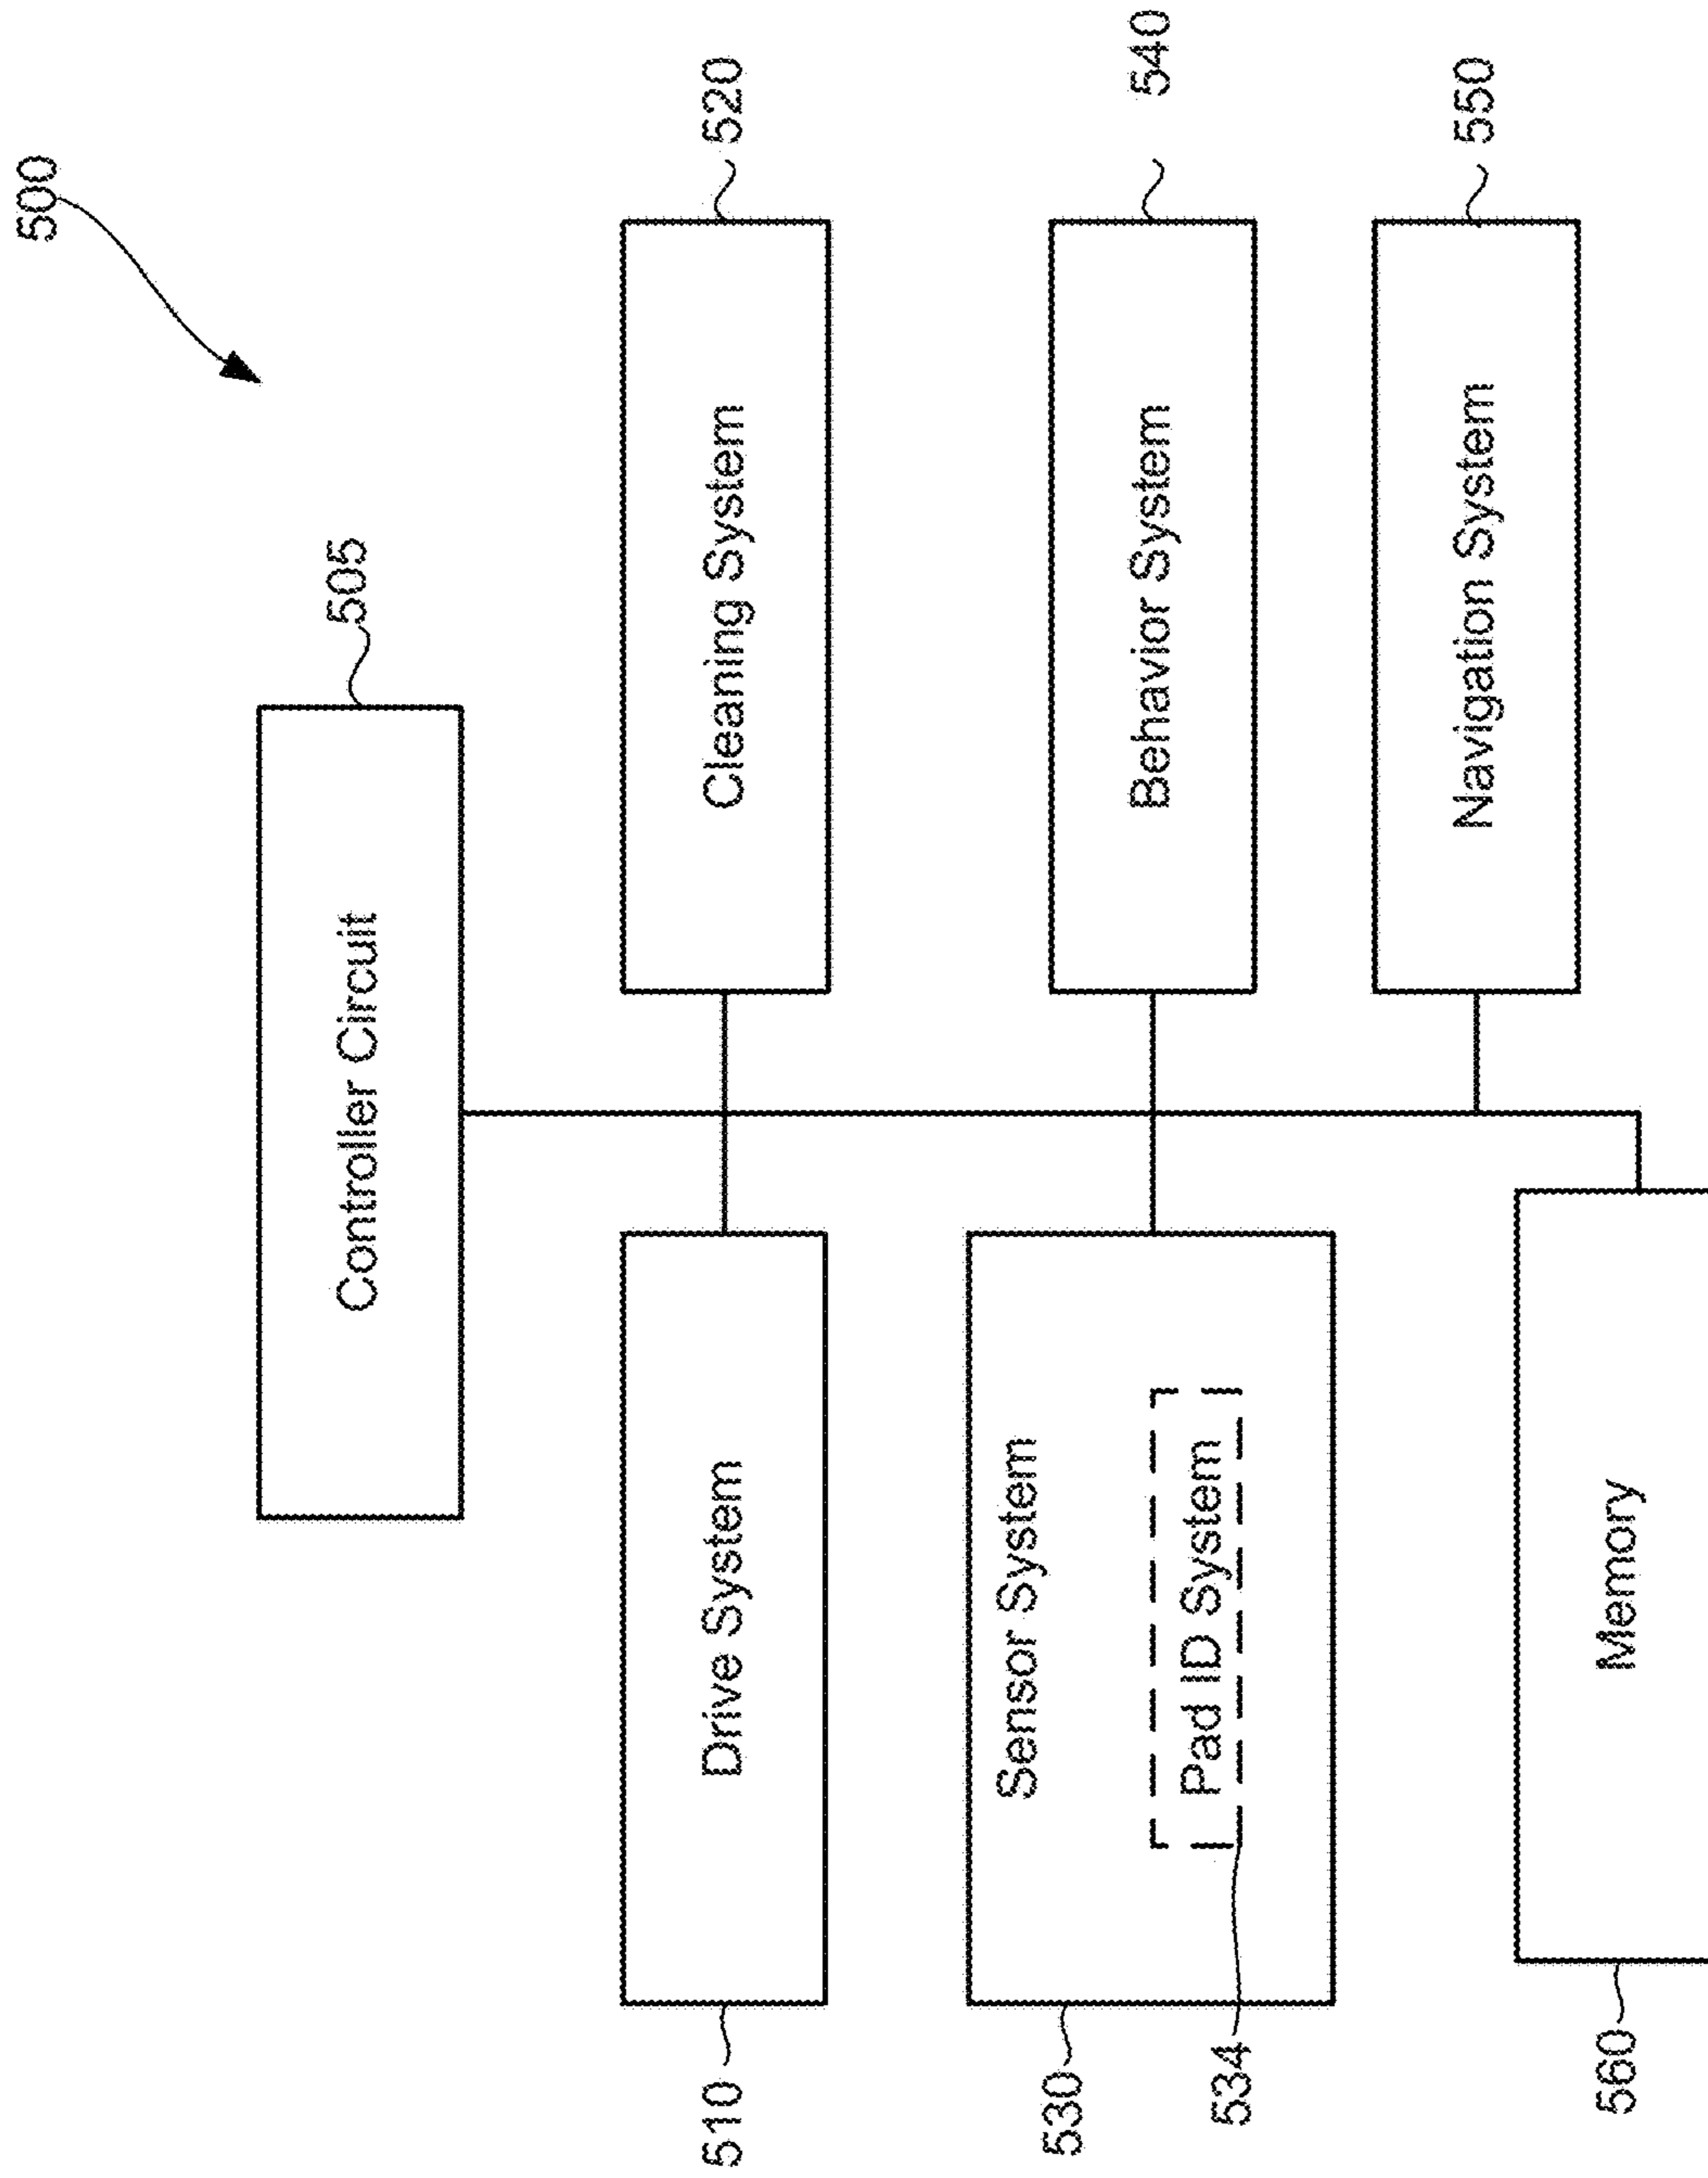 500
Controller Circuit
505
510
Drive System
Cleaning System
520
530
Sensor System
534
Pad ID System
Behavior System
540
Navigation System
550
560
Memory